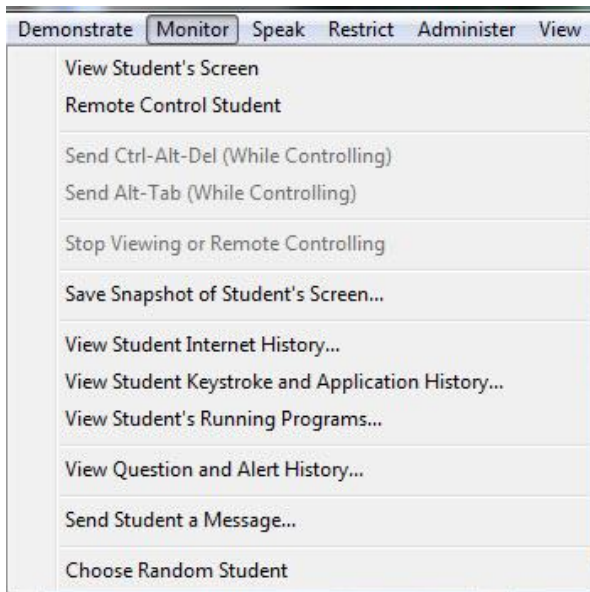 Demonstrate Monitor Speak Restrict Administer View
View Student's Screen
Remote Control Student
Send Ctrl-Alt-Del (While Controlling)
Send Alt-Tab (While Controlling)
Stop Viewing or Remote Controlling
Save Snapshot of Student's Screen...
View Student Internet History...
View Student Keystroke and Application History...
View Student's Running Programs...
View Question and Alert History...
Send Student a Message...
Choose Random Student